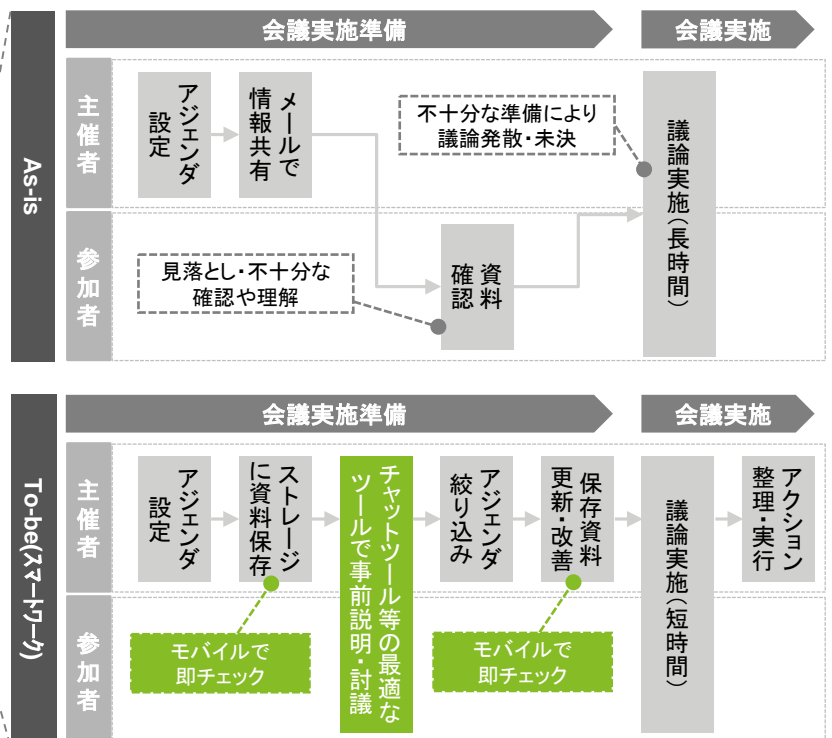 会議実施準備
会議実施
As-is
主催者
アジェンダ
設定
メールで
情報共有
不十分な準備により
議論発散・未決
議論実施(長時間)
参加者
見落とし・不十分な
確認や理解
資料
確認
会議実施準備
会議実施
To-be(スマートワーク)
主催者
アジェンダ
設定
ストレージ
に資料保存
チャットツール等の最適な
ツールで事前説明・討議
アジェンダ
絞り込み
保存資料
更新・改善
議論実施(短時間)
アクション
整理・実行
参加者
モバイルで
即チェック
モバイルで
即チェック